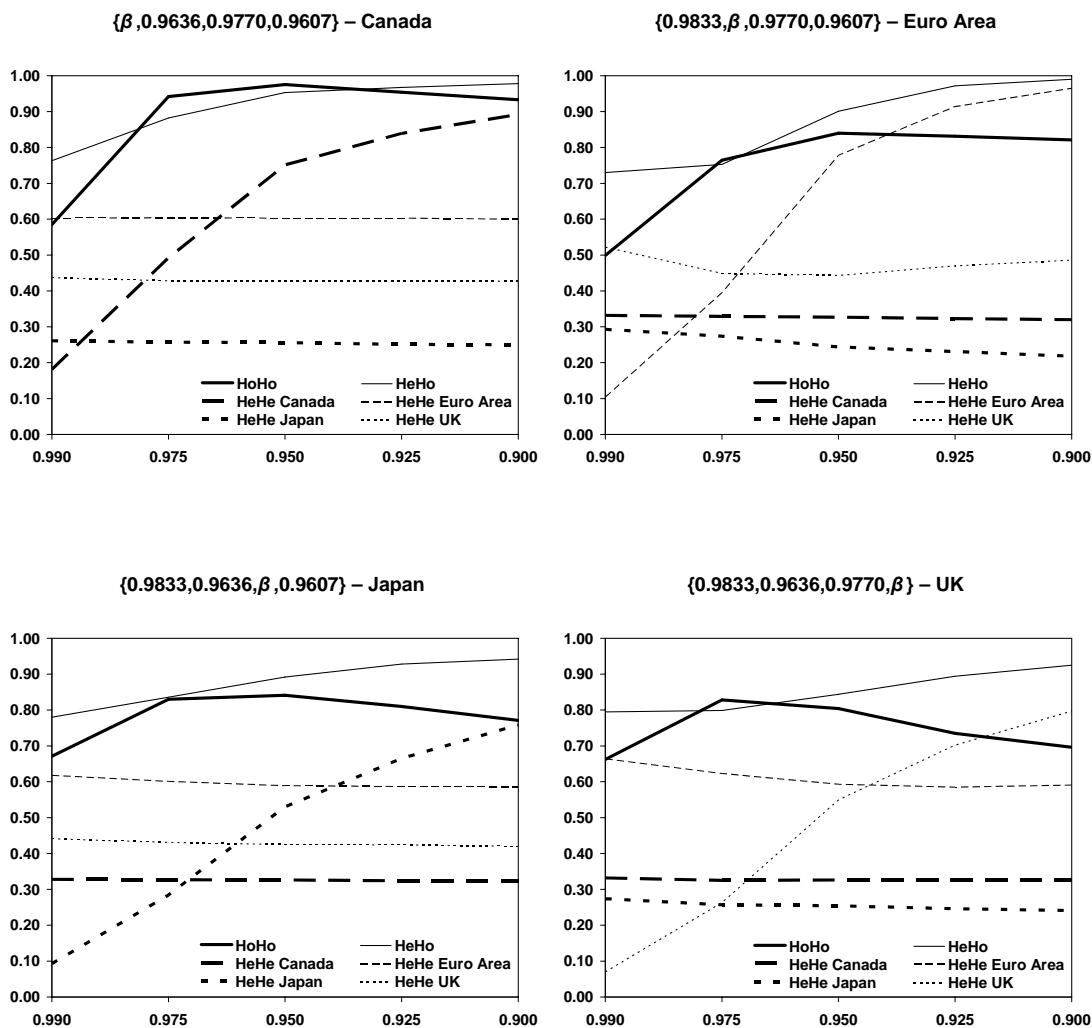 {β,0.9636,0.9770,0.9607} – Canada
1.00
0.90
0.80
0.70
0.60
0.50
0.40
0.30
0.20
0.10
0.00
HoHo HeHo
HeHe Canada HeHe Euro Area
HeHe Japan HeHe UK
0.990 0.975 0.950 0.925 0.900
{0.9833,β,0.9770,0.9607} – Euro Area
1.00
0.90
0.80
0.70
0.60
0.50
0.40
0.30
0.20
0.10
0.00
HoHo HeHo
HeHe Canada HeHe Euro Area
HeHe Japan HeHe UK
0.990 0.975 0.950 0.925 0.900
{0.9833,0.9636,β,0.9607} – Japan
1.00
0.90
0.80
0.70
0.60
0.50
0.40
0.30
0.20
0.10
0.00
HoHo HeHo
HeHe Canada HeHe Euro Area
HeHe Japan HeHe UK
0.990 0.975 0.950 0.925 0.900
{0.9833,0.9636,0.9770,β} – UK
1.00
0.90
0.80
0.70
0.60
0.50
0.40
0.30
0.20
0.10
0.00
HoHo HeHo
HeHe Canada HeHe Euro Area
HeHe Japan HeHe UK
0.990 0.975 0.950 0.925 0.900